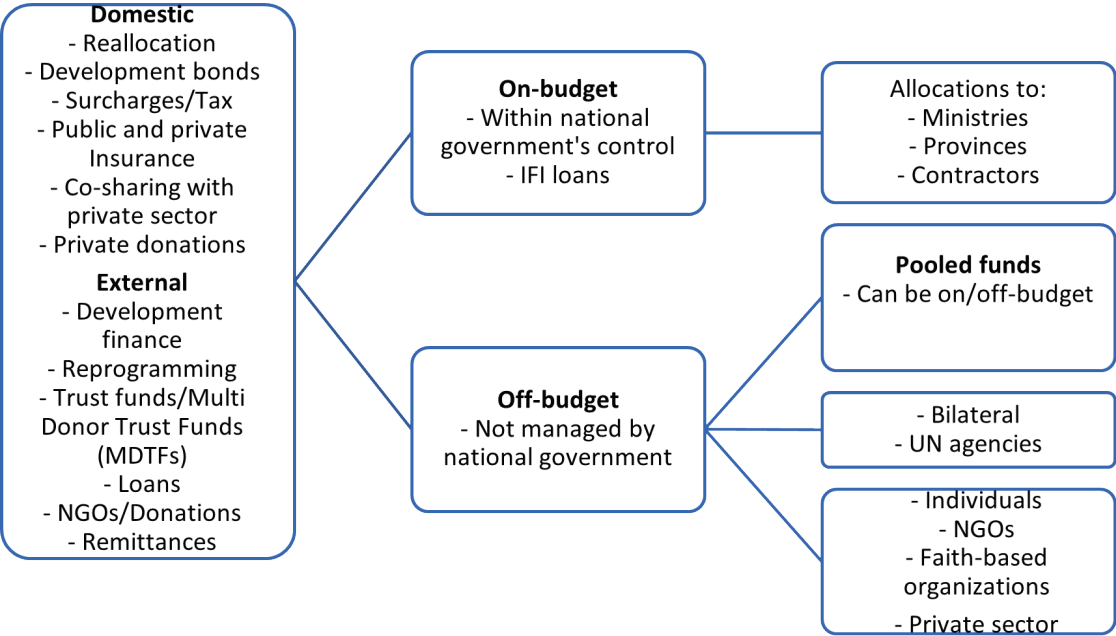 Domestic
- Reallocation
- Development bonds
- Surcharges/Tax
- Public and private
Insurance
- Co-sharing with
private sector
- Private donations
External
- Development
finance
- Reprogramming
- Trust funds/Multi
Donor Trust Funds
(MDTFs)
- Loans
- NGOs/Donations
- Remittances
On-budget
- Within national
government's control
- IFI loans
Off-budget
- Not managed by
national government
Allocations to:
- Ministries
- Provinces
- Contractors
Pooled funds
- Can be on/off-budget
- Bilateral
- UN agencies
- Individuals
- NGOs
- Faith-based
organizations
- Private sector